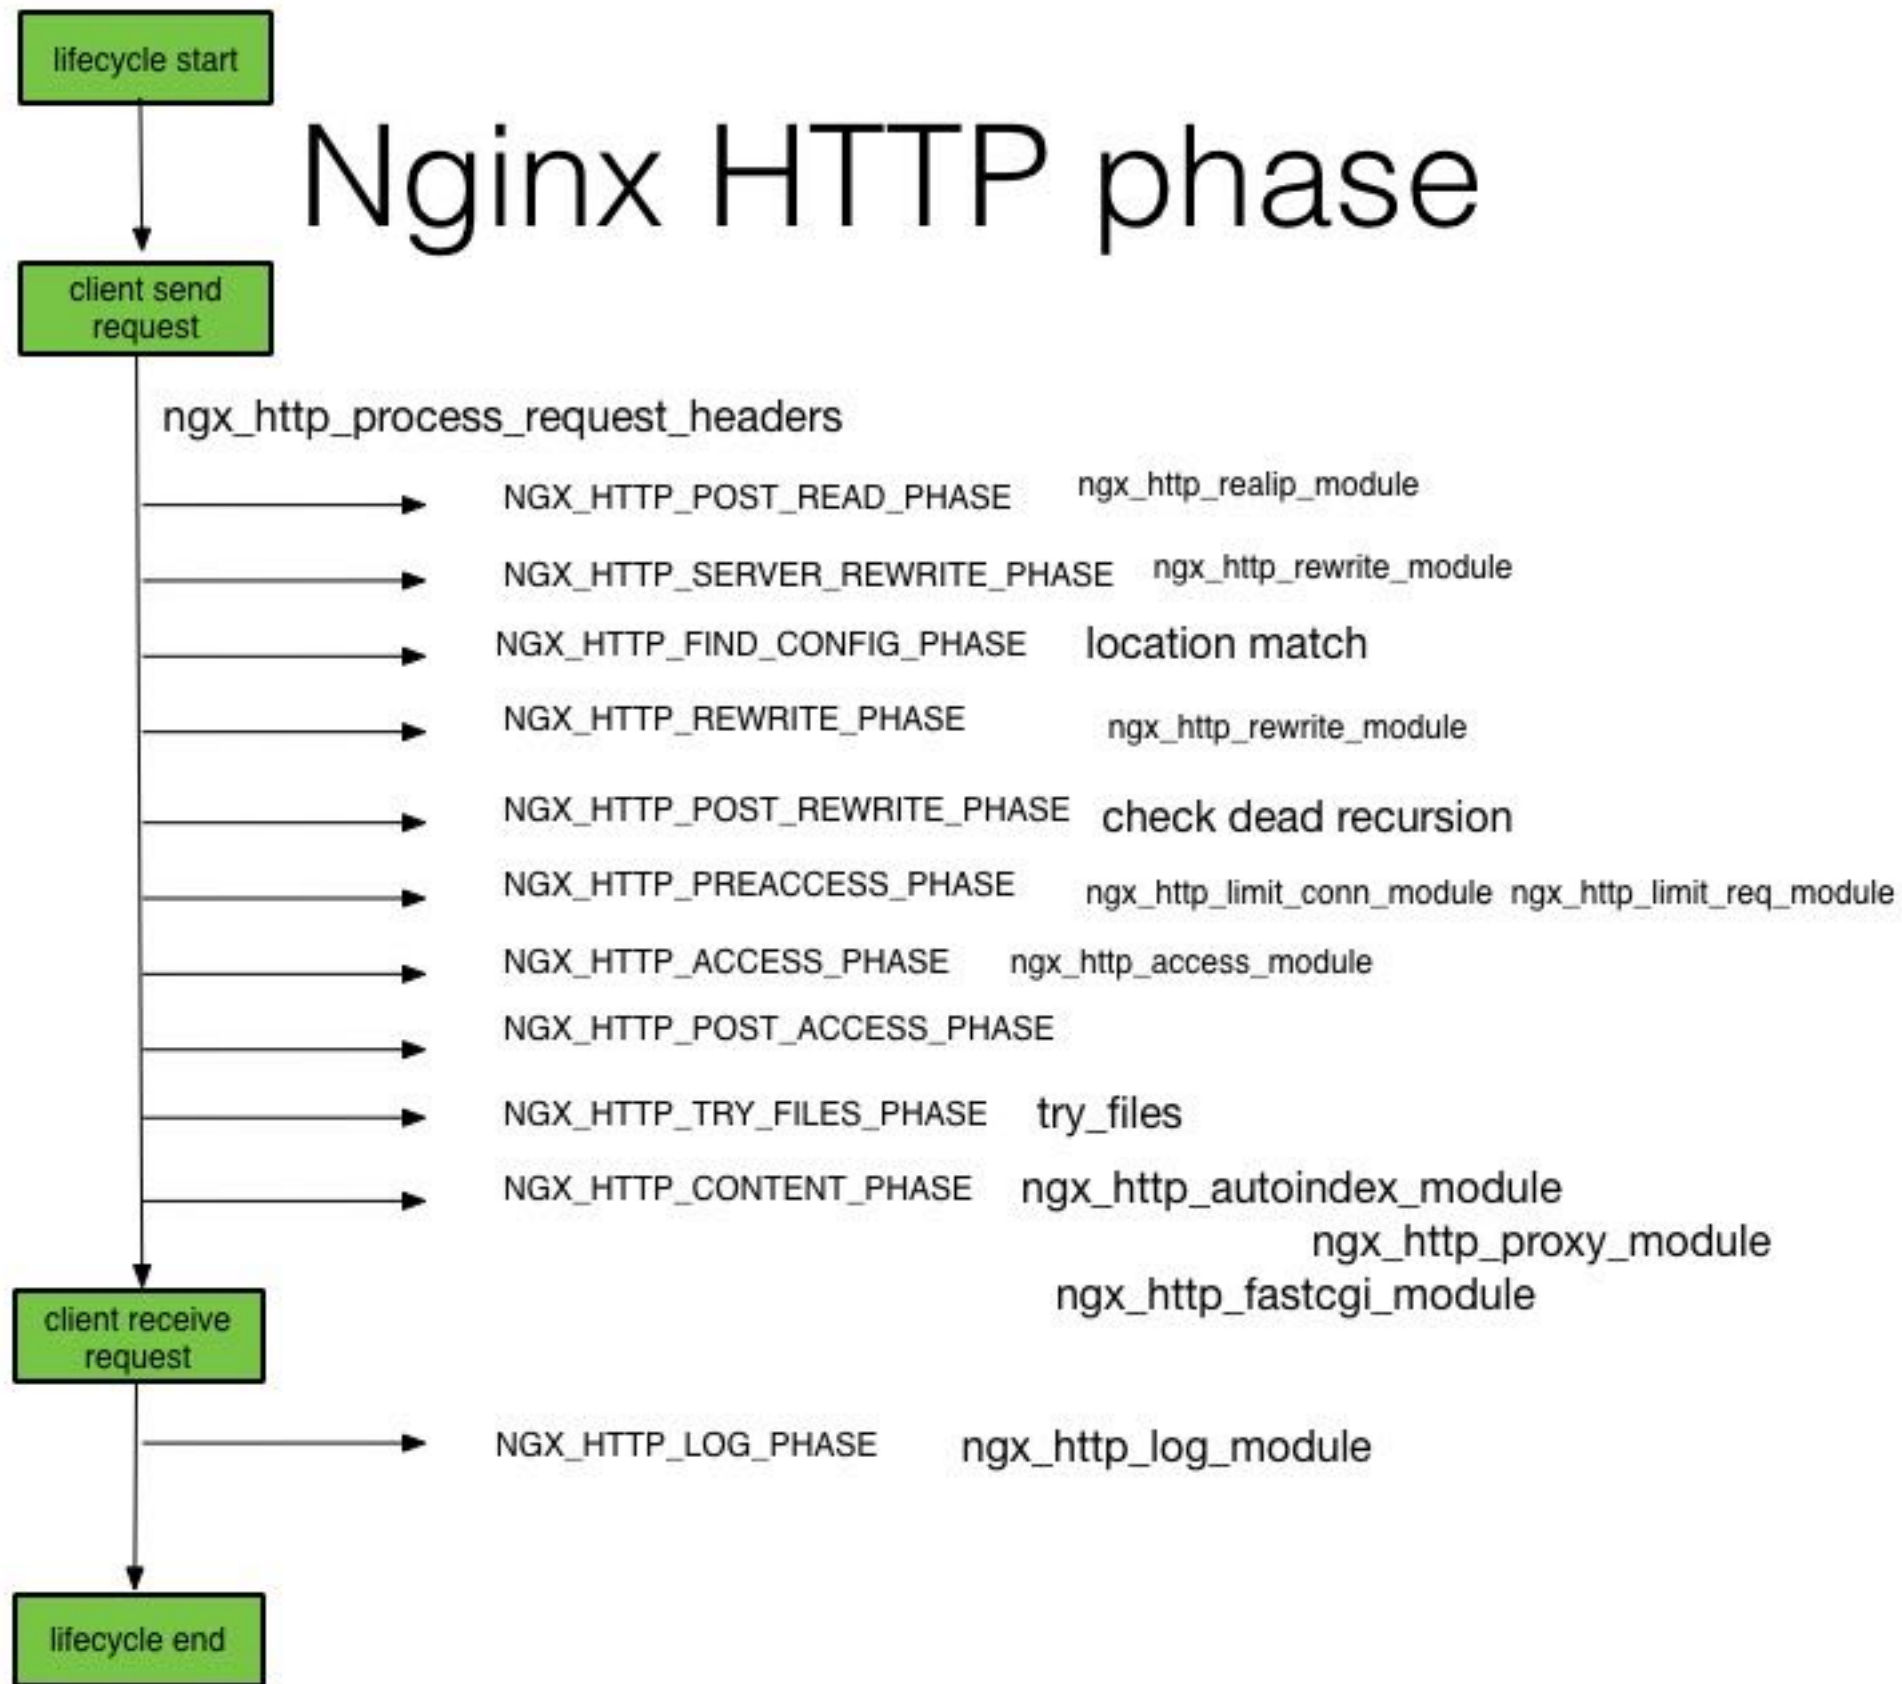 lifecycle start
Nginx HTTP phase
client send
request
ngx_http_process_request_headers
NGX_HTTP_POST_READ_PHASE ngx_http_realip_module
NGX_HTTP_SERVER_REWRITE_PHASE ngx_http_rewrite_module
NGX_HTTP_FIND_CONFIG_PHASE location match
NGX_HTTP_REWRITE_PHASE ngx_http_rewrite_module
NGX_HTTP_POST_REWRITE_PHASE check dead recursion
NGX_HTTP_PREACCESS_PHASE ngx_http_limit_conn_module ngx_http_limit_req_module
NGX_HTTP_ACCESS_PHASE ngx_http_access_module
NGX_HTTP_POST_ACCESS_PHASE
NGX_HTTP_TRY_FILES_PHASE try_files
NGX_HTTP_CONTENT_PHASE ngx_http_autoindex_module
ngx_http_proxy_module
ngx_http_fastcgi_module
client receive
request
NGX_HTTP_LOG_PHASE ngx_http_log_module
lifecycle end